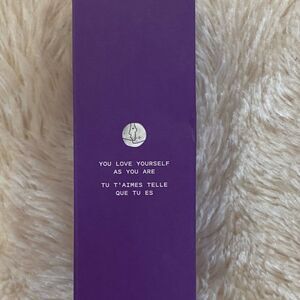 YOU LOVE YOURSELF
AS YOU ARE
TU T'AIMES TELLE
QUE TU ES